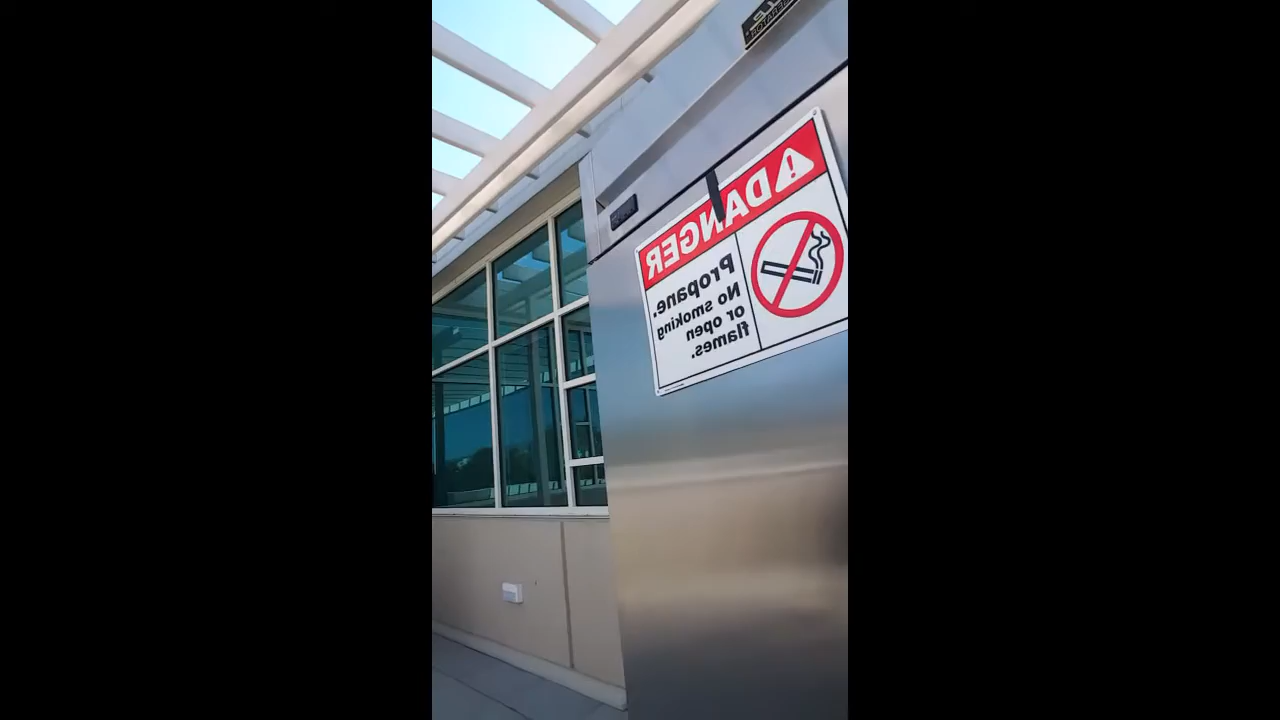 DANGER
Propane.
No smoking
or open
flames.